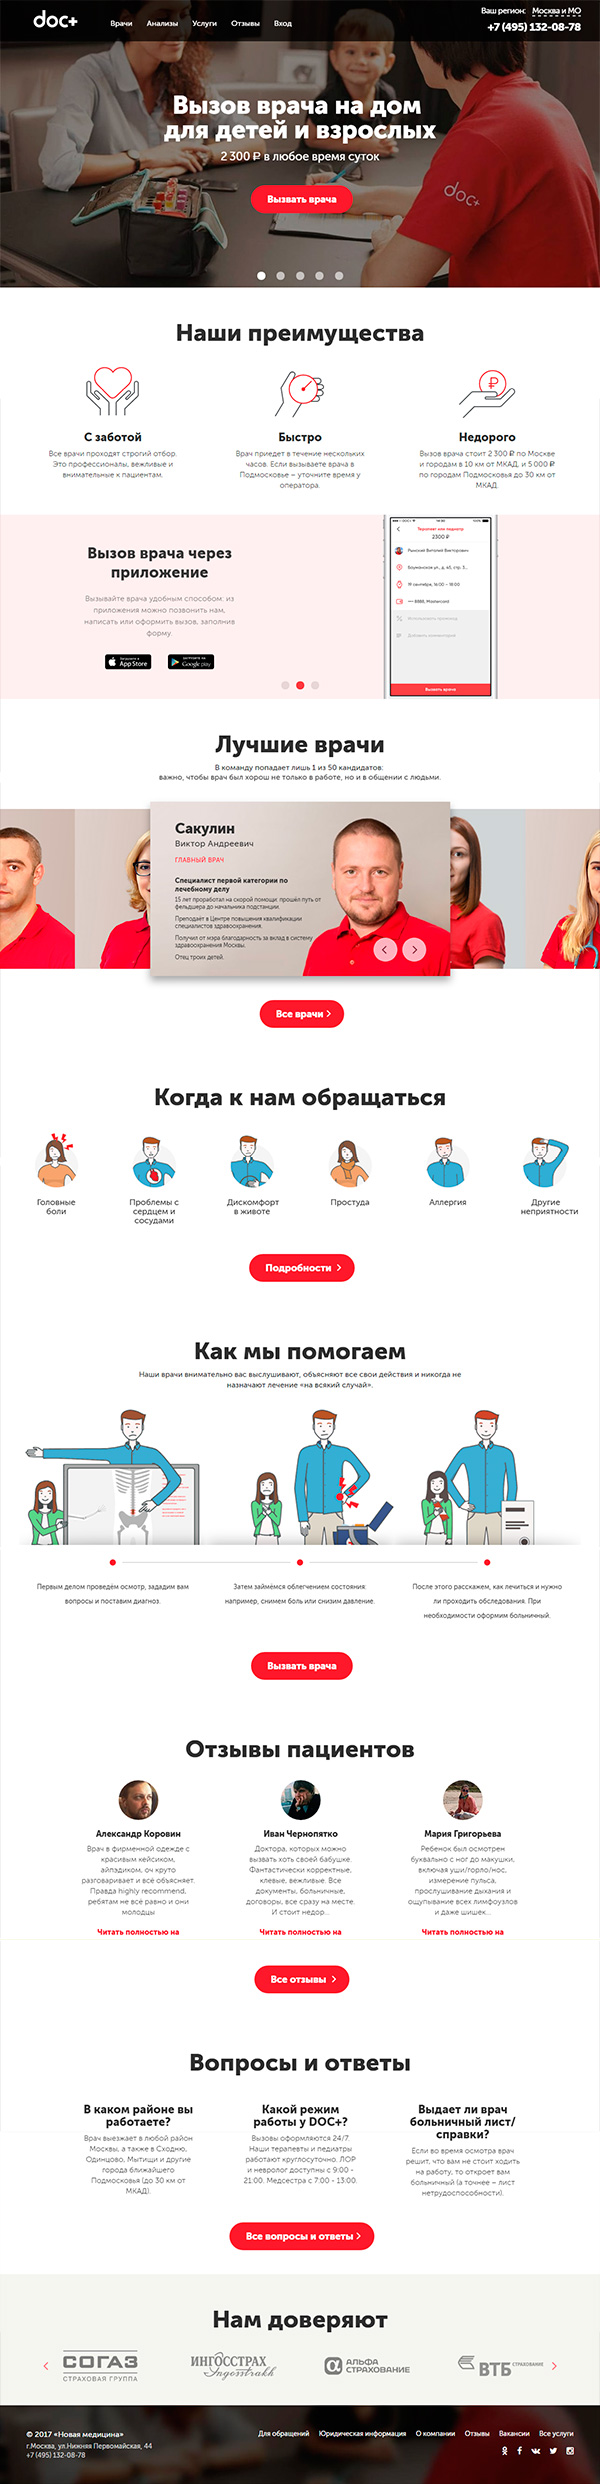 doc+
Врачи Анализы Услуги Отзывы Вход
Ваш регион: Москва и МО
+7 (495) 132-08-78
Вызов врача на дом
для детей и взрослых
2 300 ₽ в любое время суток
Вызвать врача
doc+
Наши преимущества
С заботой
Все врачи проходят строгий отбор.
Это профессионалы, вежливые и
внимательные к пациентам.
Быстро
Врач приедет в течение нескольких
часов. Если вызываете врача в
Подмосковье – уточните время у
оператора.
Недорого
Вызов врача стоит 2 300 ₽ по Москве
и городам в 10 км от МКАД, и 5 000 ₽
по городам Подмосковья до 30 км от
МКАД.
Вызов врача через
приложение
Вызывайте врача удобным способом: из
приложения можно позвонить нам,
написать или оформить вызов, заполнив
форму.
App Store
Google play
Терапевт или педиатр
2300 ₽
Рынский Виталий Викторович
Бауманская ул., д. 63, стр. 3...
19 сентября, 16:00 – 18:00
8888, Mastercard
Использовать промокод
Добавить комментарий
Вызвать врача
Лучшие врачи
В команду попадает лишь 1 из 50 кандидатов:
важно, чтобы врач был хорош не только в работе, но и в общении с людьми.
Сакулин
Виктор Андреевич
ГЛАВНЫЙ ВРАЧ
Специалист первой категории по
лечебному делу
15 лет проработал на скорой помощи: прошёл путь от
фельдшера до начальника подстанции.
Преподаёт в Центре повышения квалификации
специалистов здравоохранения.
Получил от мэра благодарность за вклад в систему
здравоохранения Москвы.
Отец троих детей.
Все врачи
Когда к нам обращаться
Головные
боли
Проблемы с
сердцем и
сосудами
Дискомфорт
в животе
Простуда
Аллергия
Другие
неприятности
Подробности
Как мы помогаем
Наши врачи внимательно вас выслушивают, объясняют все свои действия и никогда не
назначают лечение «на всякий случай».
Первым делом проведём осмотр, зададим вам
вопросы и поставим диагноз.
Затем займёмся облегчением состояния:
например, снимем боль или снизим давление.
После этого расскажем, как лечиться и нужно
ли проходить обследования. При
необходимости оформим больничный.
Вызвать врача
Отзывы пациентов
Александр Коровин
Врач в фирменной одежде с
красивым кейсиком,
айпэдиком, оч круто
разговаривает и всё объясняет.
Правда highly recommend,
ребятам не всё равно и они
молодцы
Читать полностью на
Иван Чернопятко
Доктора, которых можно
вызвать хоть своей бабушке.
Фантастически корректные,
клевые, вежливые. Все
документы, больничные,
договоры, все сразу на месте.
И стоит недор...
Читать полностью на
Мария Григорьева
Ребенок был осмотрен
буквально с ног до макушки,
включая уши/горло/нос,
измерение пульса,
прослушивание дыхания и
ощупывание всех лимфоузлов
и даже шишек...
Читать полностью на
Все отзывы
Вопросы и ответы
В каком районе вы
работаете?
Врач выезжает в любой район
Москвы, а также в Сходню,
Одинцово, Мытищи и другие
города ближайшего
Подмосковья (до 30 км от
МКАД).
Какой режим
работы у DOC+?
Вызовы оформляются 24/7.
Наши терапевты и педиатры
работают круглосуточно. ЛОР
и невролог доступны с 9:00 -
21:00. Медсестра с 7:00 - 13:00.
Выдает ли врач
больничный лист/
справки?
Если во время осмотра врач
решит, что вам не стоит ходить
на работу, то откроет вам
больничный (а точнее – лист
нетрудоспособности).
Все вопросы и ответы
Нам доверяют
СОГАЗ
СТРАХОВАЯ ГРУППА
ИНГОССТРАХ
Ingosstrakh
АЛЬФА
СТРАХОВАНИЕ
ВТБ СТРАХОВАНИЕ
© 2017 «Новая медицина»
г.Москва, ул.Нижняя Первомайская, 44
+7 (495) 132-08-78
Для обращений Юридическая информация О компании Отзывы Вакансии Все услуги